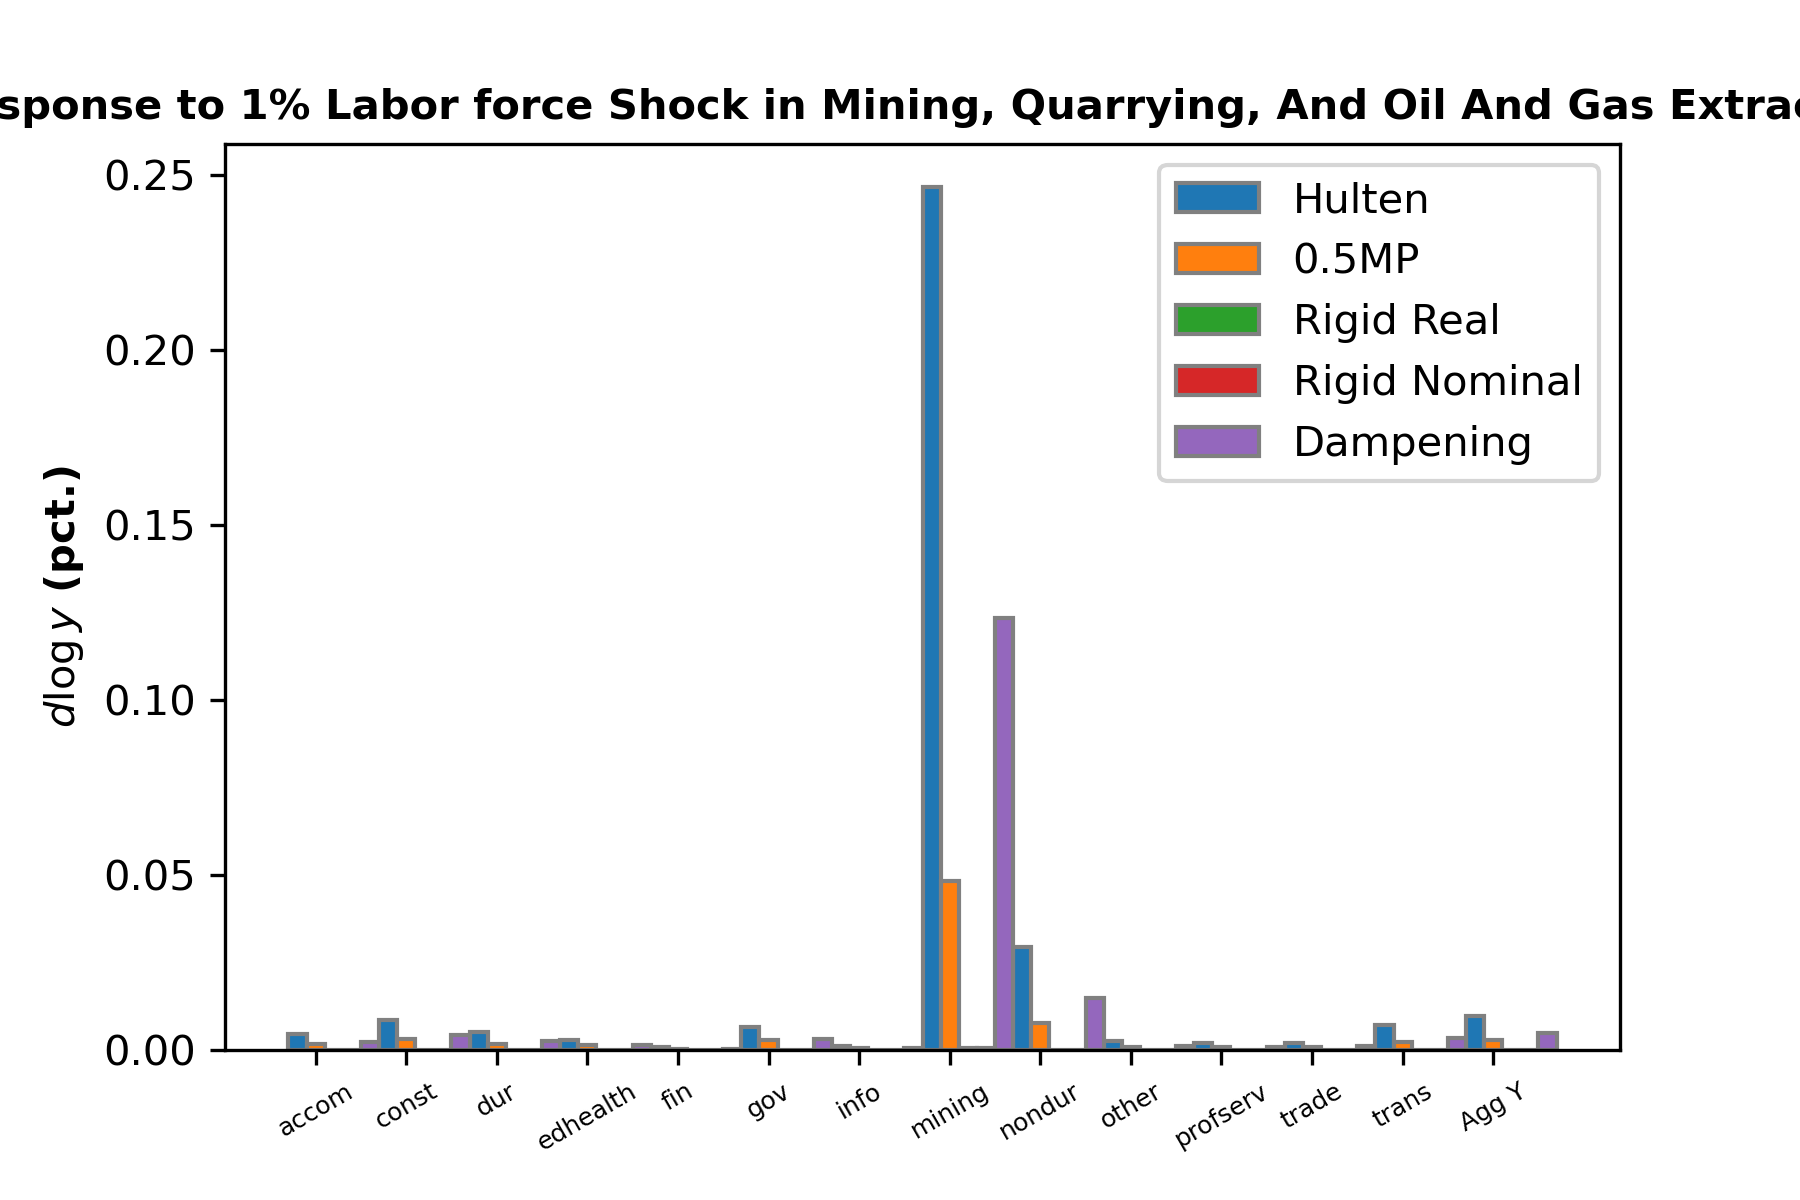 sponse to 1% Labor force Shock in Mining, Quarrying, And Oil And Gas Extrac
Hulten
0.5MP
Rigid Real
Rigid Nominal
Dampening
dlog y (pct.)
0.25
0.20
0.15
0.10
0.05
0.00
accom
const
dur
edhealth
fin
gov
info
mining
nondur
other
profserv
trade
trans
Agg Y